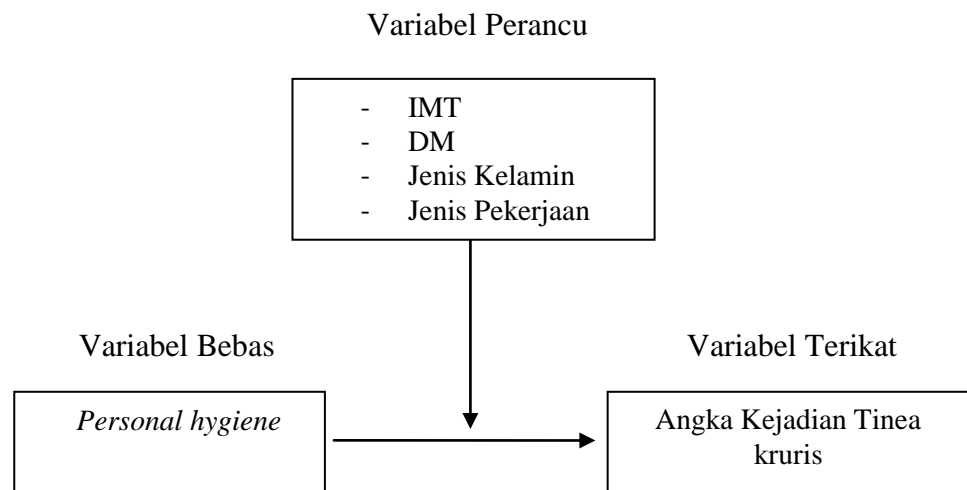 Variabel Perancu
- IMT
- DM
- Jenis Kelamin
- Jenis Pekerjaan
Variabel Bebas
Variabel Terikat
Personal hygiene
Angka Kejadian Tinea
kruris